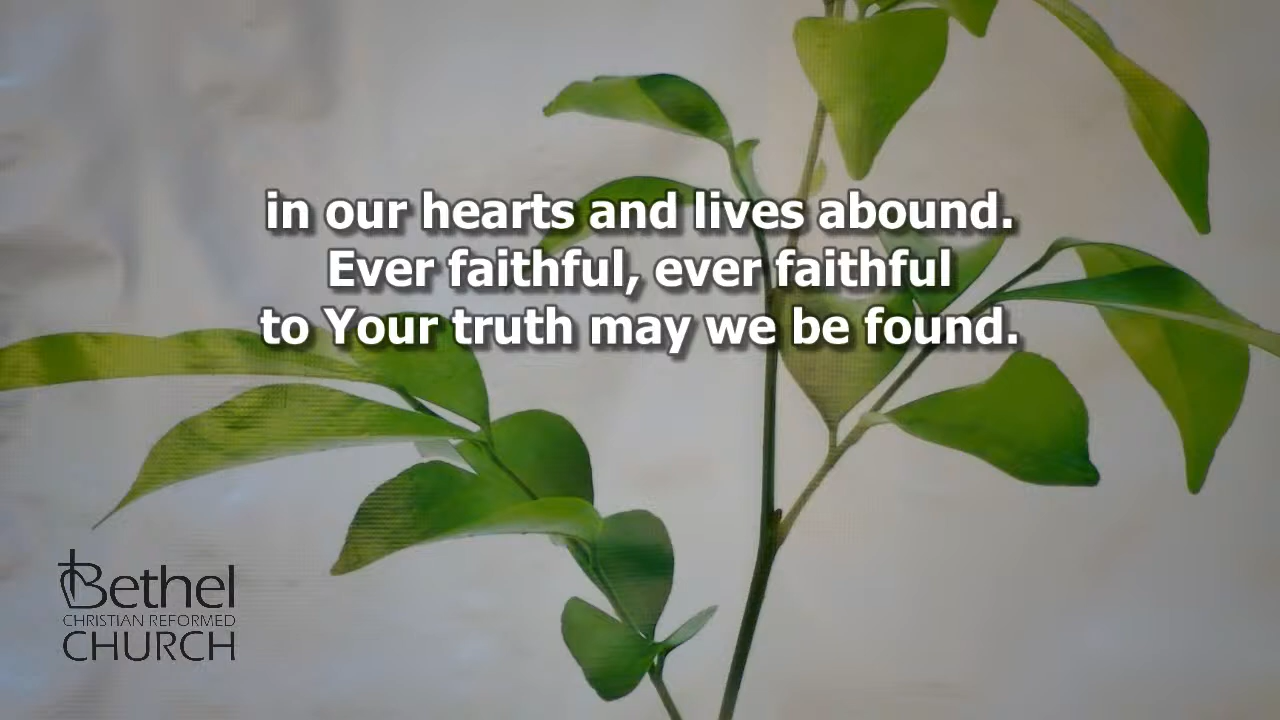 in our hearts and lives abound.
Ever faithful, ever faithful
to Your truth may we be found.
Bethel
CHRISTIAN REFORMED
CHURCH